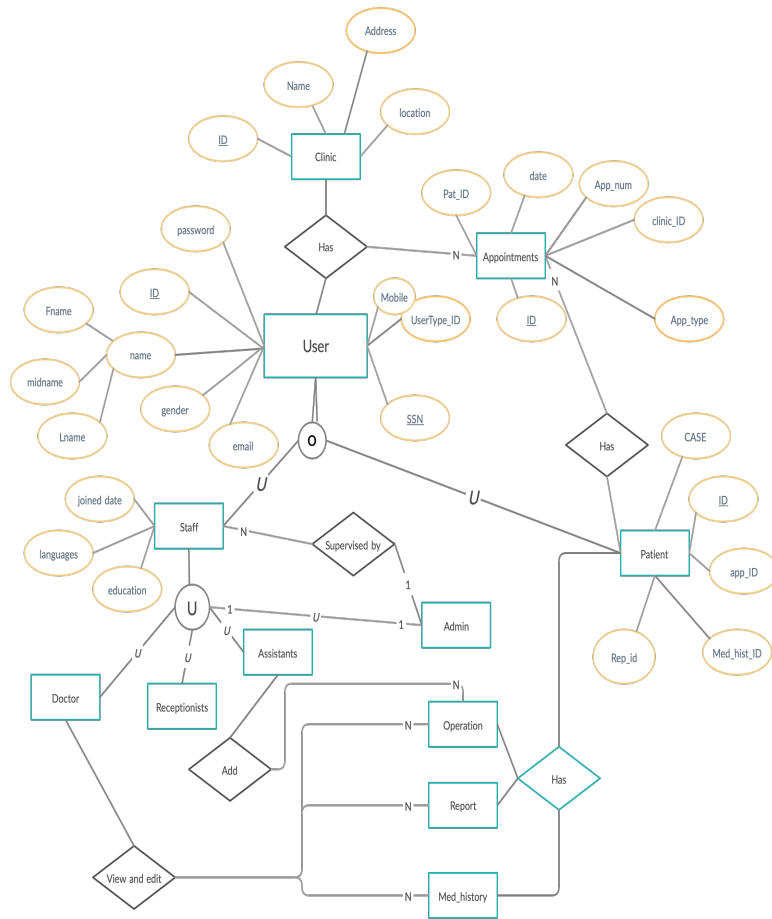 Address
Name
location
ID
Clinic
date
App_num
Pat_ID
clinic_ID
password
Has
N
Appointments
N
ID
Mobile
Fname
UserType_ID
ID
App_type
User
name
midname
gender
SSN
Lname
email
O
Has
CASE
U
U
joined date
ID
Staff
N
Supervised by
languages
Patient
app_ID
education
1
U
1
U
1
Admin
U
Assistants
U
U
Rep_id
Med_hist_ID
Doctor
Receptionists
N
N
Operation
Add
Has
N
Report
View and edit
N
Med_history